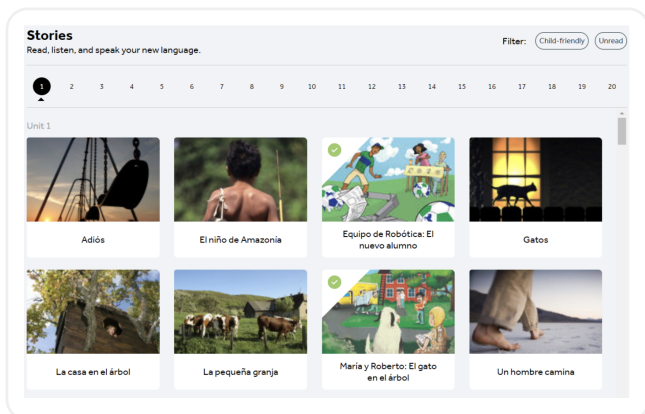 Stories
Read, listen, and speak your new language.
Filter: Child-friendly Unread
1 2 3 4 5 6 7 8 9 10 11 12 13 14 15 16 17 18 19 20
Unit 1
Adiós
El niño de Amazonía
Equipo de Robótica: El
nuevo alumno
Gatos
La casa en el árbol
La pequeña granja
María y Roberto: El gato
en el árbol
Un hombre camina